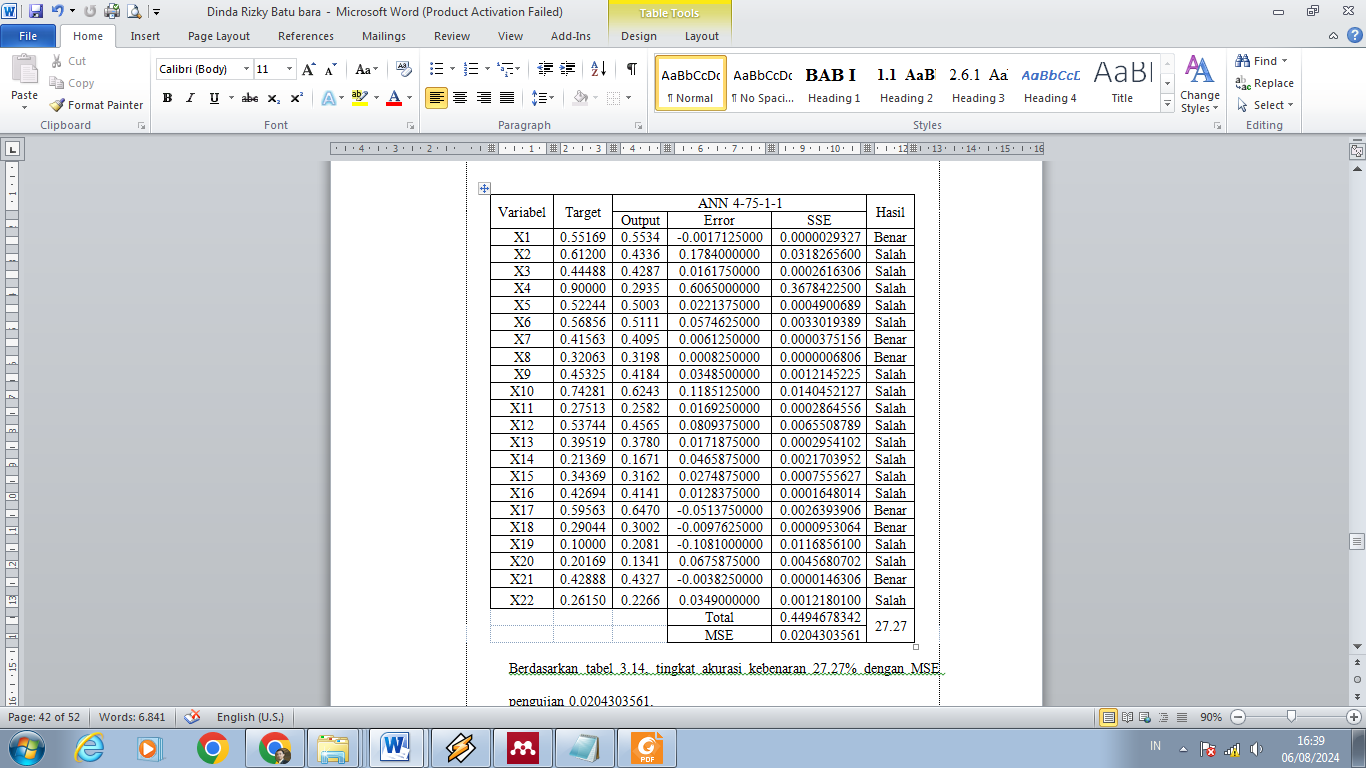 Dinda Rizky Batu bara - Microsoft Word (Product Activation Failed)
Table Tools
File Home Insert Page Layout References Mailings Review View Add-Ins Design Layout
Paste
Cut
Copy
Format Painter
Clipboard
Calibri (Body) 11
Font
Paragraph
AaBbCcDc AaBbCcDc BAB I 1.1 AaB 2.6.1 Aa AaBbCcD AaBl
¶ Normal ¶ No Spaci... Heading 1 Heading 2 Heading 3 Heading 4 Title
Styles
Change Styles
Find
Replace
Select
Editing
Variabel Target ANN 4-75-1-1 Hasil
Output Error SSE
X1 0.55169 0.5534 -0.0017125000 0.0000029327 Benar
X2 0.61200 0.4336 0.1784000000 0.0318265600 Salah
X3 0.44488 0.4287 0.0161750000 0.0002616306 Salah
X4 0.90000 0.2935 0.6065000000 0.3678422500 Salah
X5 0.52244 0.5003 0.0221375000 0.0004900689 Salah
X6 0.56856 0.5111 0.0574625000 0.0033019389 Salah
X7 0.41563 0.4095 0.0061250000 0.0000375156 Benar
X8 0.32063 0.3198 0.0008250000 0.0000006806 Benar
X9 0.45325 0.4184 0.0348500000 0.0012145225 Salah
X10 0.74281 0.6243 0.1185125000 0.0140452127 Salah
X11 0.27513 0.2582 0.0169250000 0.0002864556 Salah
X12 0.53744 0.4565 0.0809375000 0.0065508789 Salah
X13 0.39519 0.3780 0.0171875000 0.0002954102 Salah
X14 0.21369 0.1671 0.0465875000 0.0021703952 Salah
X15 0.34369 0.3162 0.0274875000 0.0007555627 Salah
X16 0.42694 0.4141 0.0128375000 0.0001648014 Salah
X17 0.59563 0.6470 -0.0513750000 0.0026393906 Benar
X18 0.29044 0.3002 -0.0097625000 0.0000953064 Benar
X19 0.10000 0.2081 -0.1081000000 0.0116856100 Salah
X20 0.20169 0.1341 0.0675875000 0.0045680702 Salah
X21 0.42888 0.4327 -0.0038250000 0.0000146306 Benar
X22 0.26150 0.2266 0.0349000000 0.0012180100 Salah
Total 0.4494678342 27.27
MSE 0.0204303561
Berdasarkan tabel 3.14, tingkat akurasi kebenaran 27.27% dengan MSE
pengujian 0.0204303561.
Page: 42 of 52 Words: 6.841 English (U.S.) 90%
IN 16:39
06/08/2024